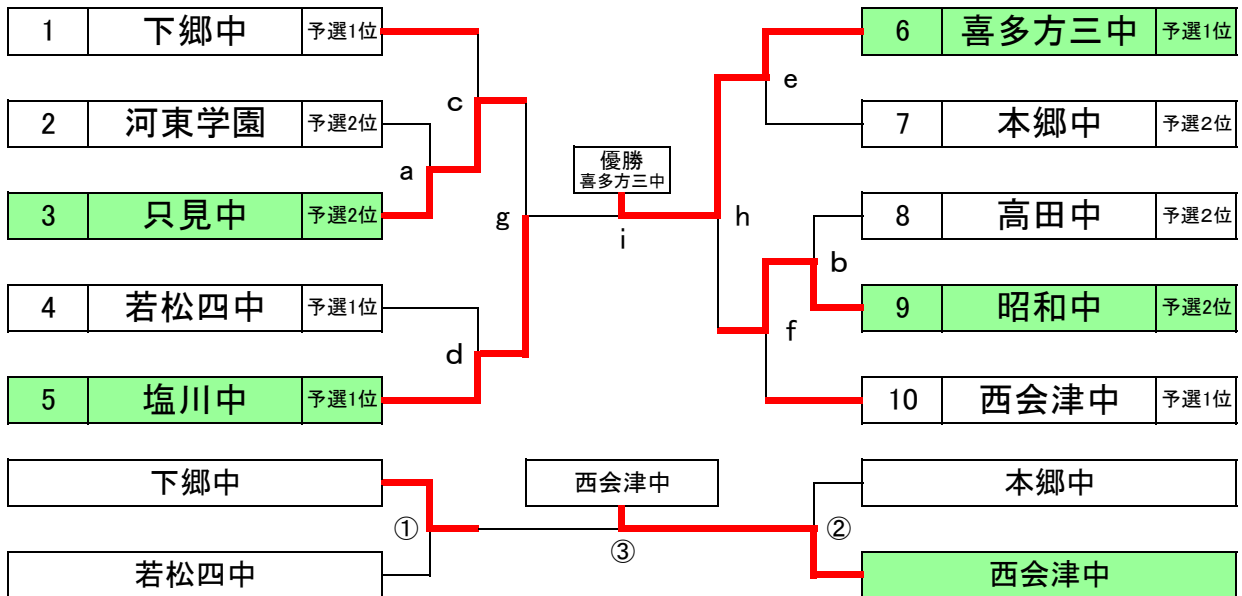 1 下郷中 予選1位
2 河東学園 予選2位
3 只見中 予選2位
4 若松四中 予選1位
5 塩川中 予選1位
c
a
g
d
優勝
喜多方三中
i
6 喜多方三中 予選1位
7 本郷中 予選2位
8 高田中 予選2位
9 昭和中 予選2位
10 西会津中 予選1位
e
h
b
f
下郷中
若松四中
①
西会津中
③
②
本郷中
西会津中